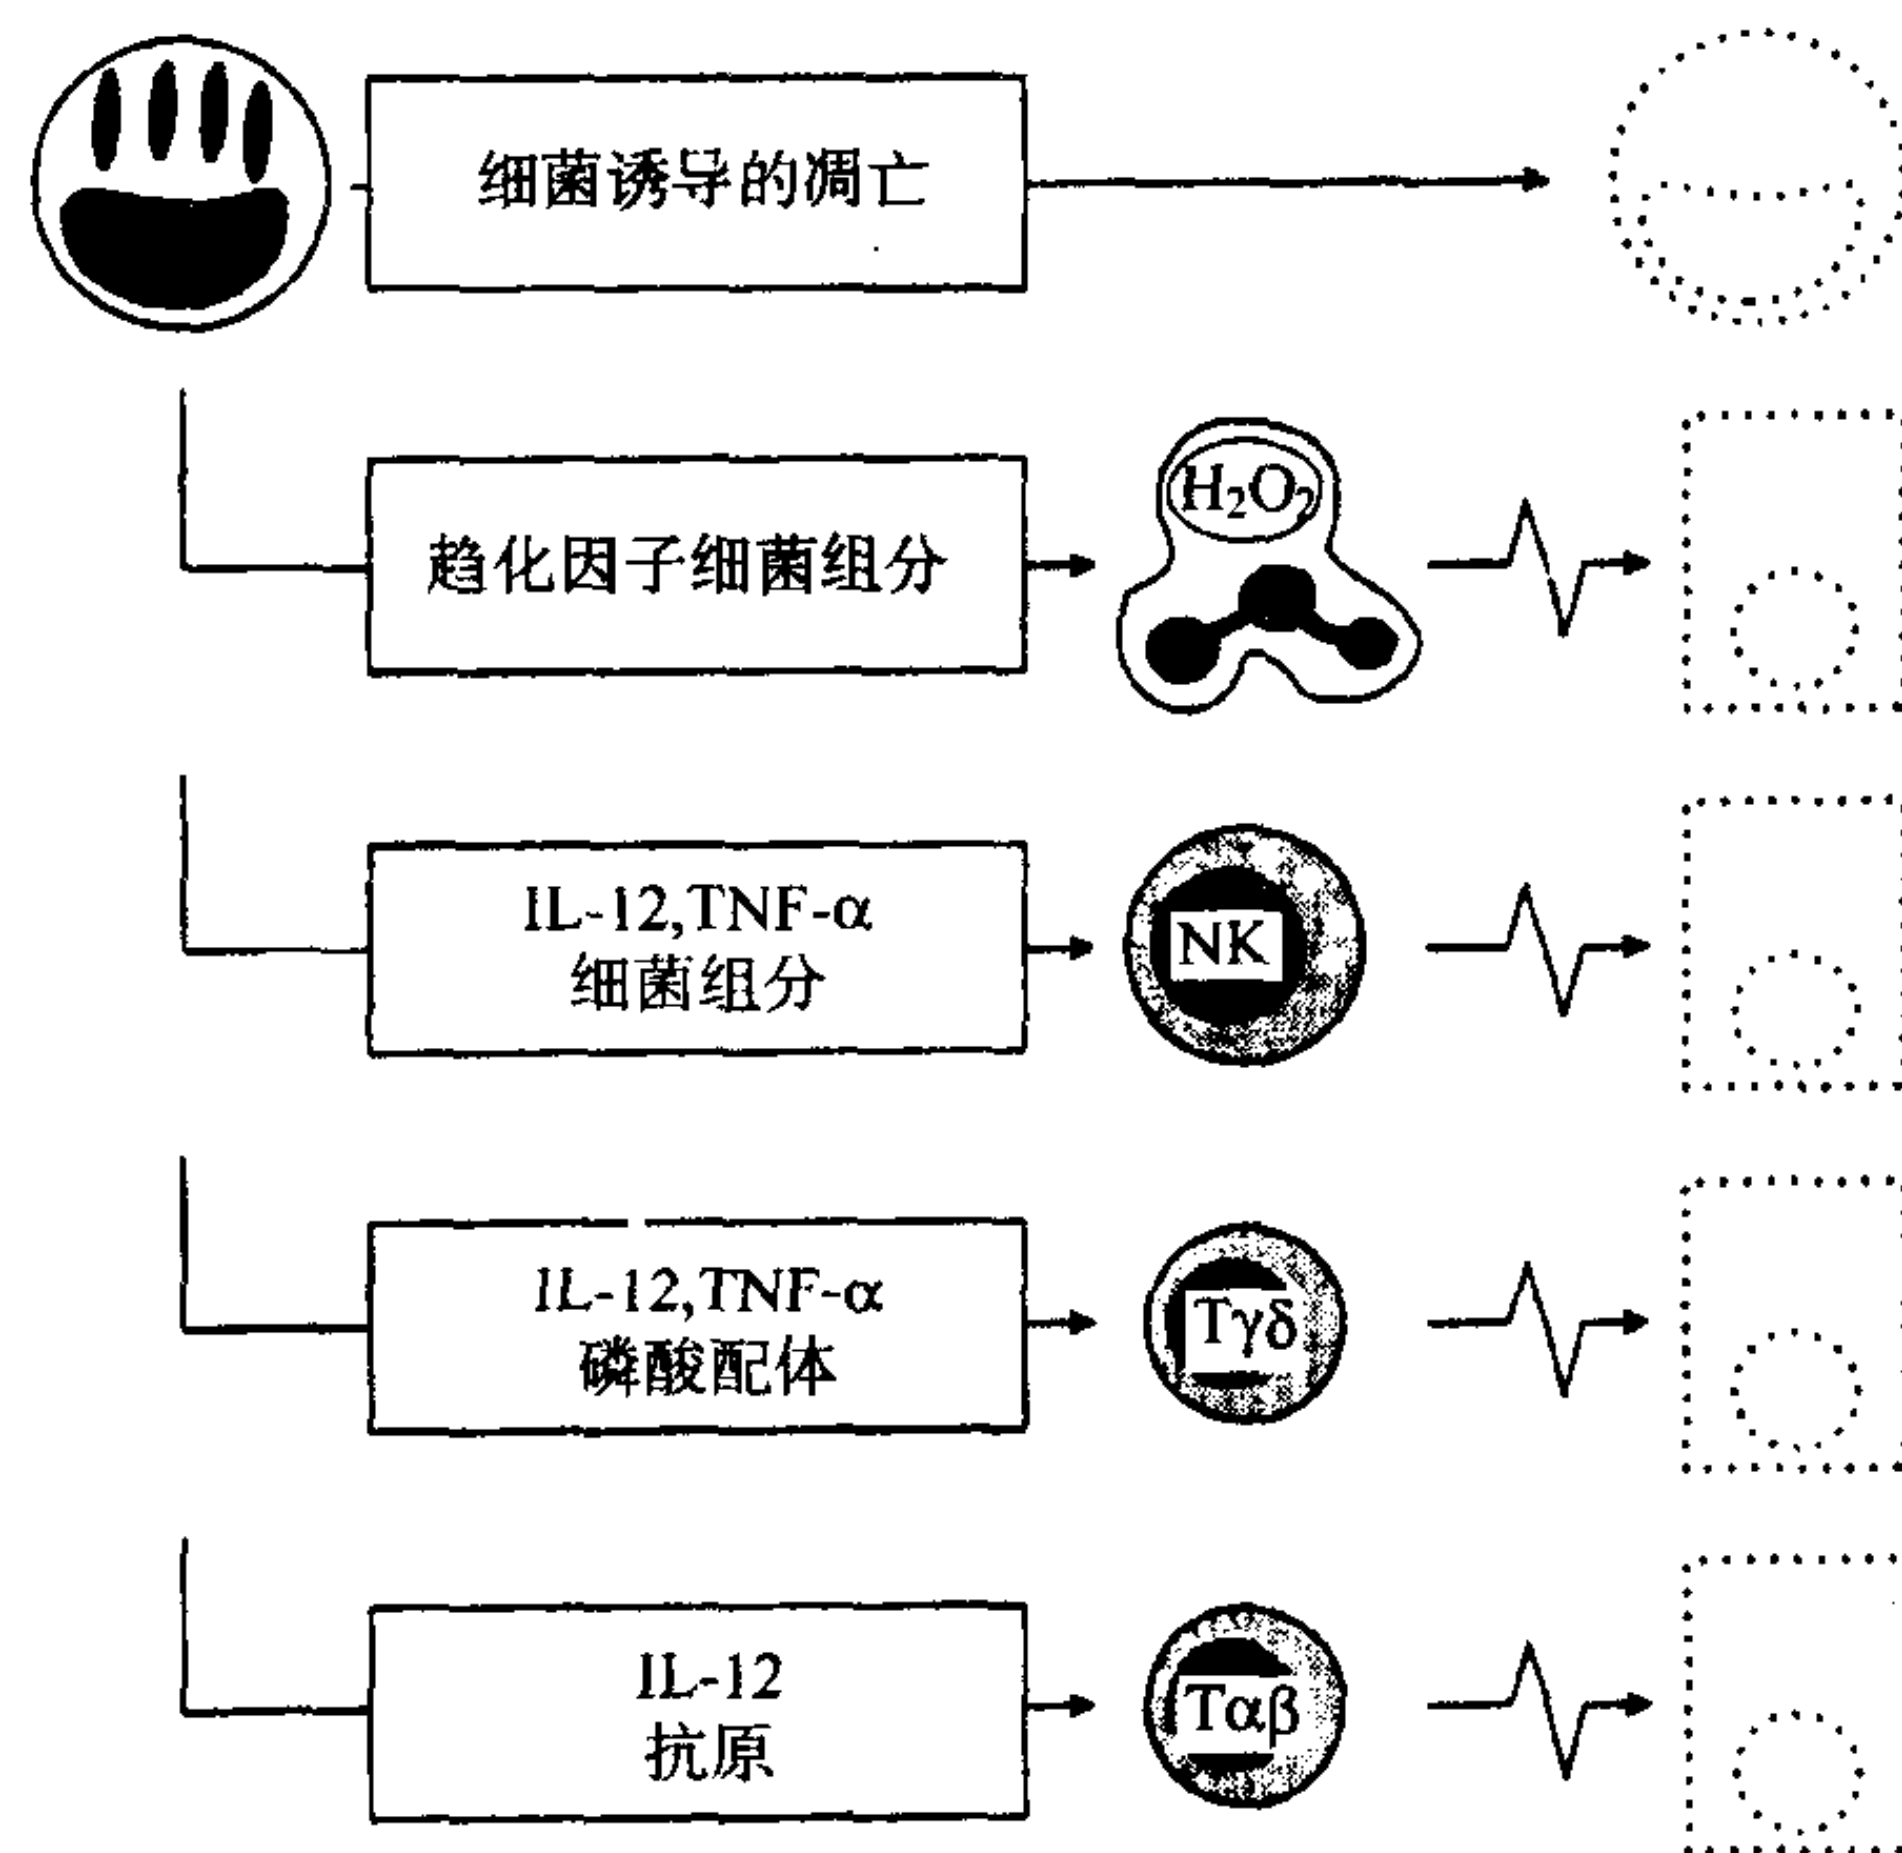 细菌诱导的凋亡
趋化因子细菌组分
H₂O₂
IL-12,TNF-α
细菌组分
NK
IL-12,TNF-α
磷酸配体
Tγδ
IL-12
抗原
Tαβ